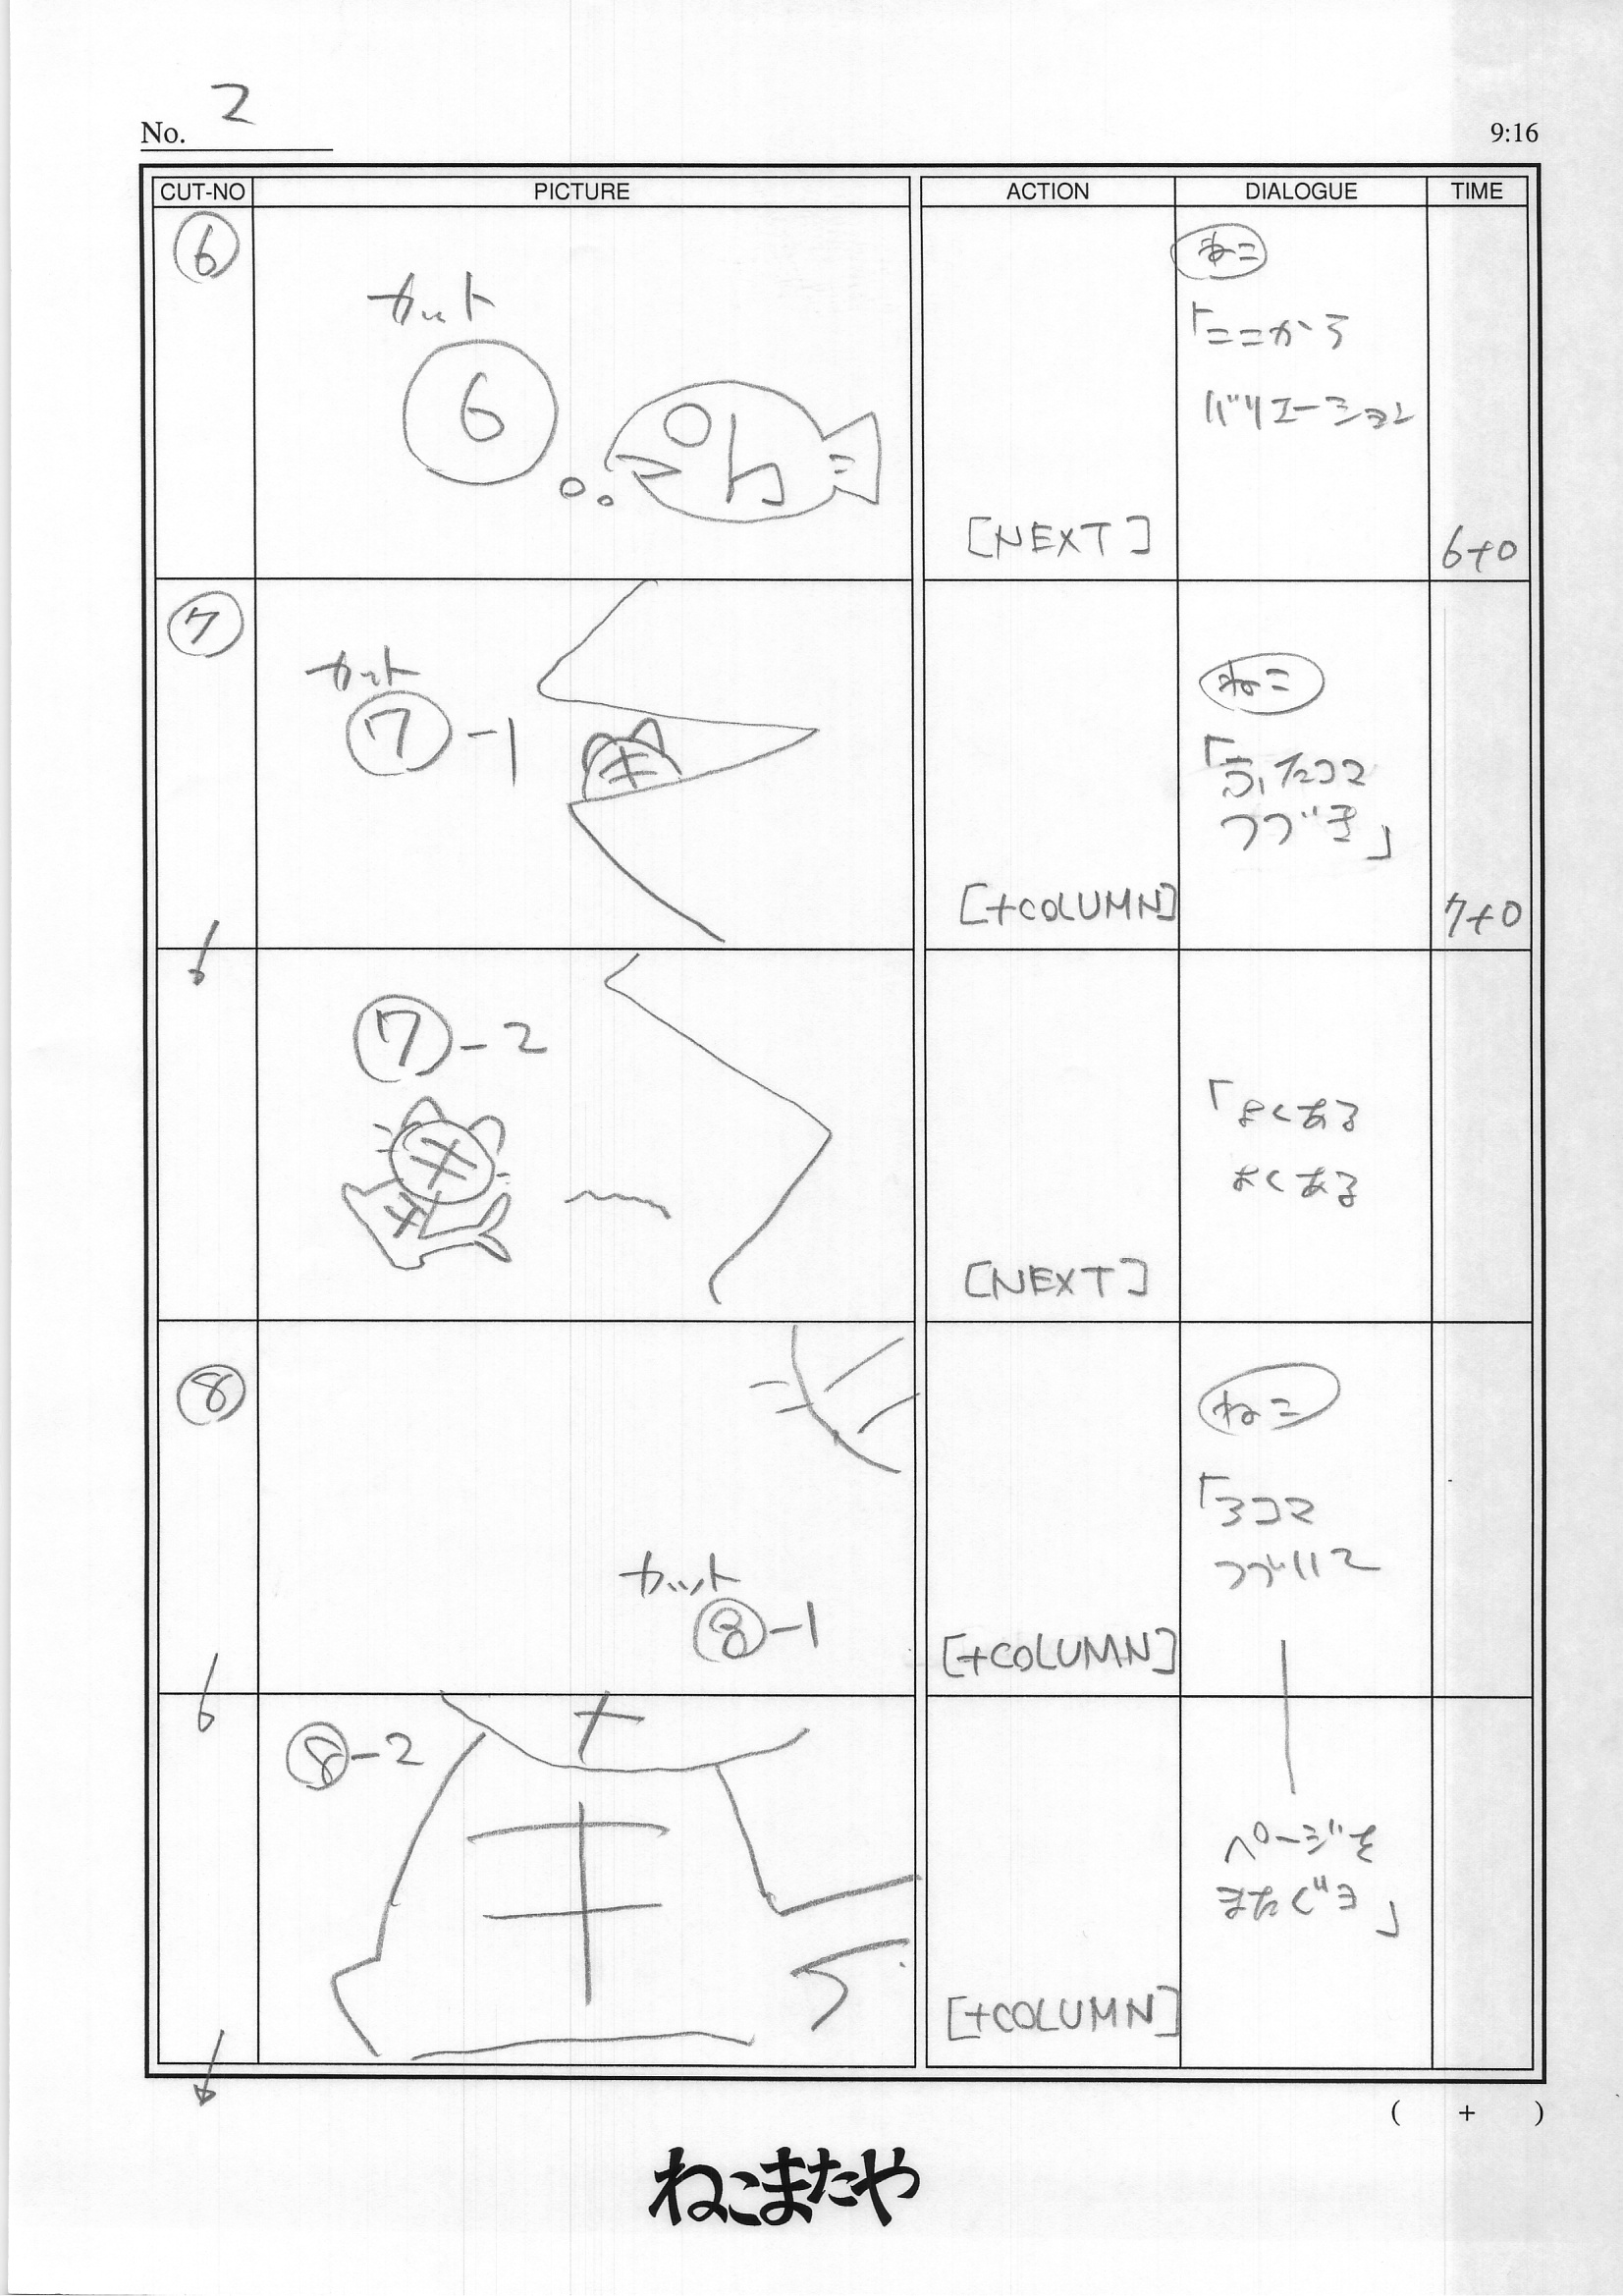 No. 2
9:16
CUT-NO PICTURE ACTION DIALOGUE TIME
6
カット
6
[NEXT]
ねこ
「ここから
バリエーション
6+0
7
カット
7-1
[+COLUMN]
ねこ
「ふたコマ
つづき」
7+0
7-2
[NEXT]
「よくある
よくある
8
カット
8-1
[+COLUMN]
ねこ
「3コマ
つづいて
8-2
[+COLUMN]
ページを
またぐヨ」
( + )
ねこまたや